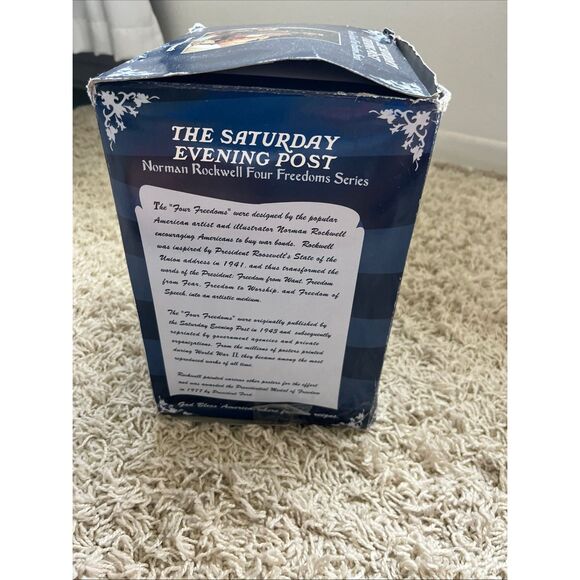 THE SATURDAY
EVENING POST
Norman Rockwell Four Freedoms Series
The "Four Freedoms" were designed by the popular
American artist and illustrator Norman Rockwell
encouraging Americans to buy war bonds. Rockwell
was inspired by President Roosevelt's State of the
Union address in 1941, and thus transformed the
words of the President: Freedom from Want, Freedom
from Fear, Freedom to Worship, and Freedom of
Speech, into an artistic medium.
The "Four Freedoms" were originally published by
the Saturday Evening Post in 1943 and subsequently
reprinted by government agencies and private
organizations. From the millions of posters printed
during World War II, they became among the most
reproduced works of all time.
Rockwell painted various other posters for the effort
and was awarded the Presidential Medal of Freedom
in 1977 by President Ford.
God Bless America where